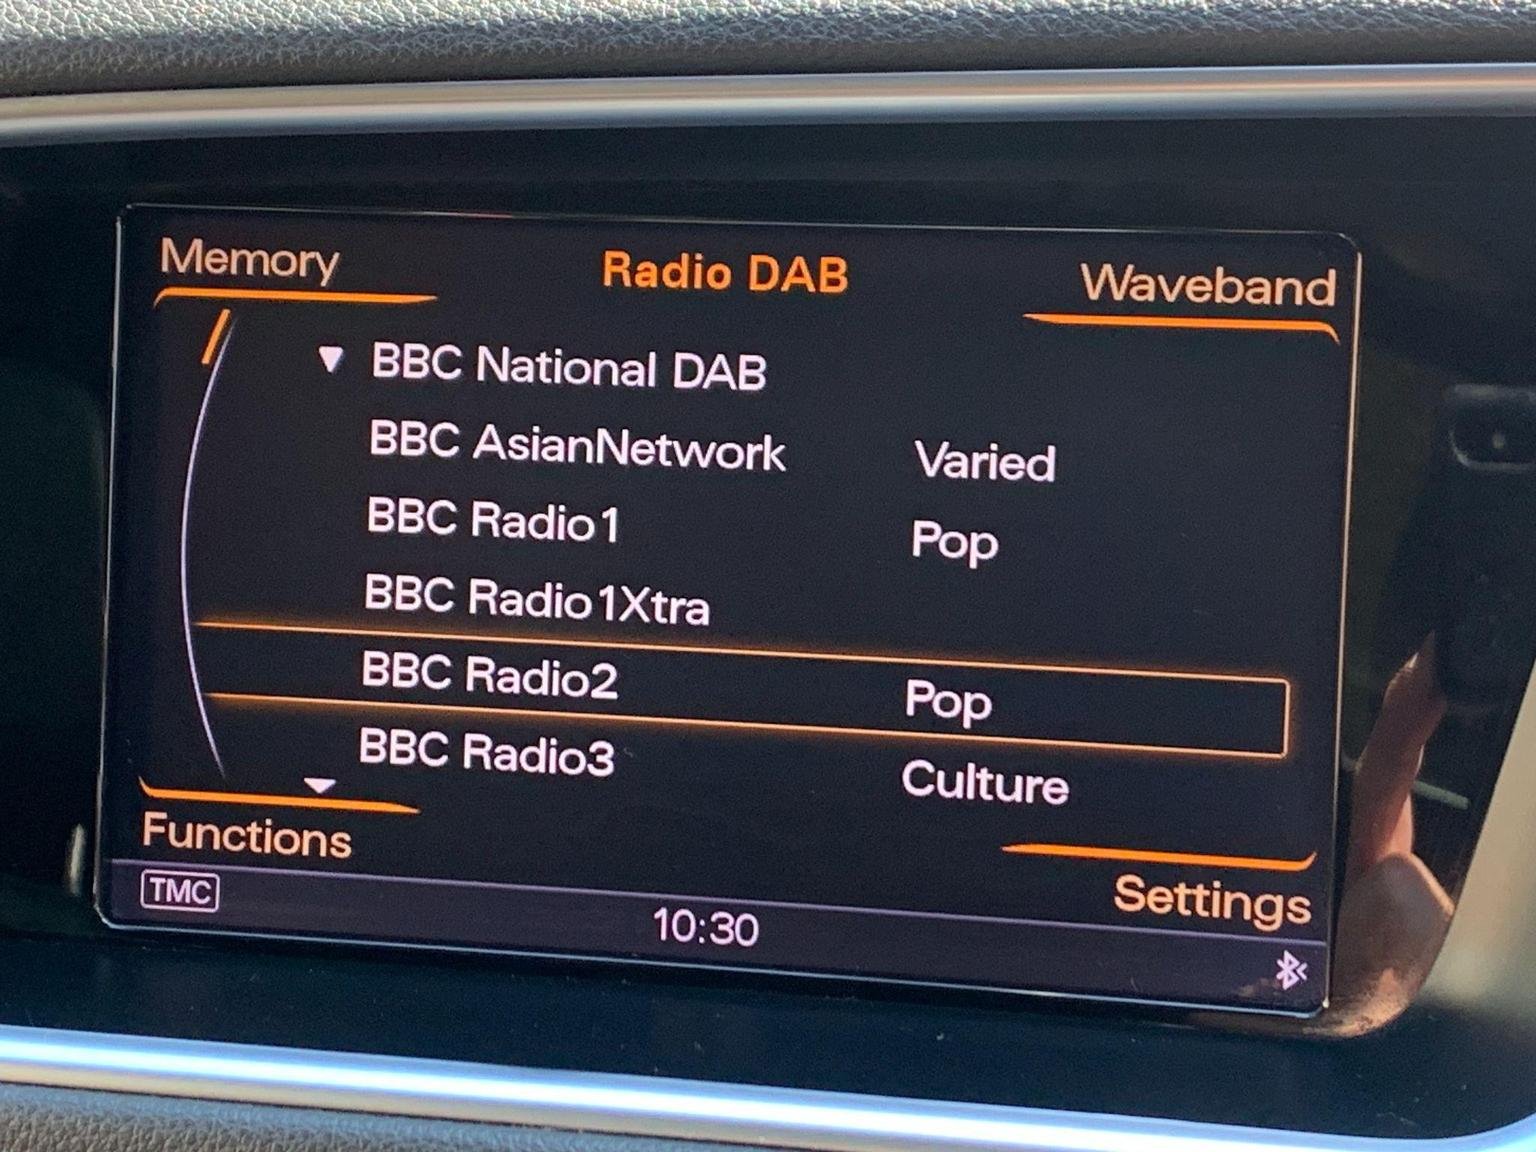 Memory
Radio DAB
Waveband
BBC National DAB
BBC AsianNetwork Varied
BBC Radio1 Pop
BBC Radio1Xtra
BBC Radio2 Pop
BBC Radio3 Culture
Functions
Settings
TMC
10:30